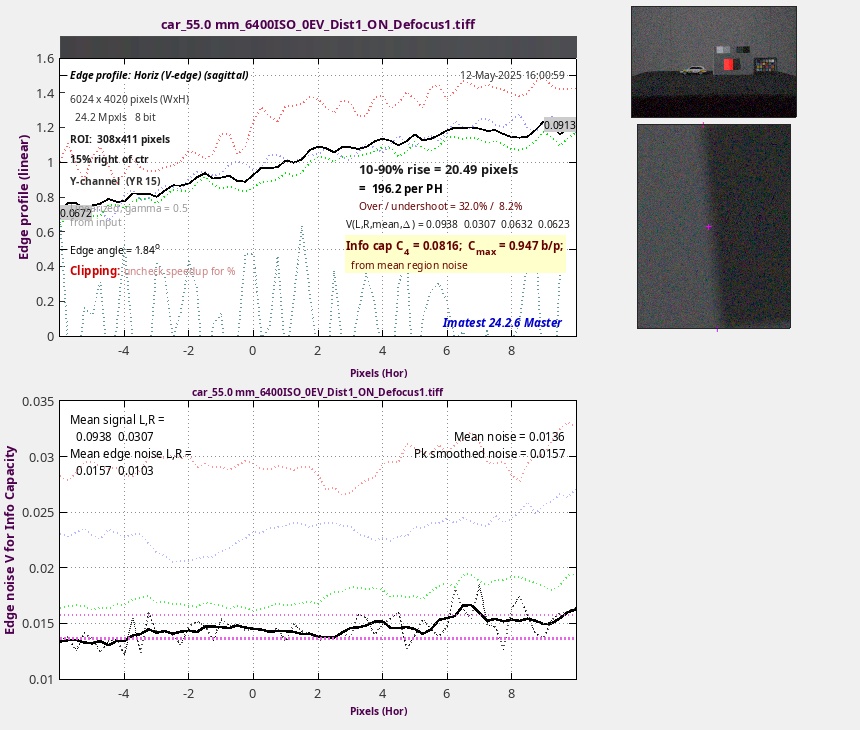 car_55.0 mm_6400ISO_0EV_Dist1_ON_Defocus1.tiff
Edge profile: Horiz (V-edge) (sagittal)
12-May-2025 16:00:59
6024 x 4020 pixels (WxH)
24.2 Mpxls 8 bit
ROI: 308x411 pixels
15% right of ctr
Y-channel (YR 15)
gamma = 0.5
from input
0.0672
0.0913
10-90% rise = 20.49 pixels
= 196.2 per PH
Over / undershoot = 32.0% / 8.2%
V(L,R,mean,Δ) = 0.0938 0.0307 0.0632 0.0623
Info cap C4 = 0.0816; Cmax = 0.947 b/p;
from mean region noise
Edge angle = 1.84o
Clipping: uncheck speedup for %
Imatest 24.2.6 Master
Edge profile (linear)
1.6
1.4
1.2
1
0.8
0.6
0.4
0.2
0
-4 -2 0 2 4 6 8
Pixels (Hor)
car_55.0 mm_6400ISO_0EV_Dist1_ON_Defocus1.tiff
Mean signal L,R =
0.0938 0.0307
Mean edge noise L,R =
0.0157 0.0103
Mean noise = 0.0136
Pk smoothed noise = 0.0157
Edge noise V for Info Capacity
0.035
0.03
0.025
0.02
0.015
0.01
-4 -2 0 2 4 6 8
Pixels (Hor)